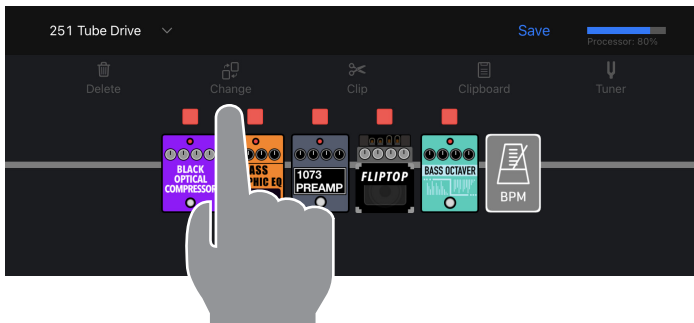 251 Tube Drive
Save
Processor: 80%
Delete
Change
Clip
Clipboard
Tuner
BLACK
OPTICAL
COMPRESSOR
1073
PREAMP
FLIPTOP
BASS OCTAVER
BPM